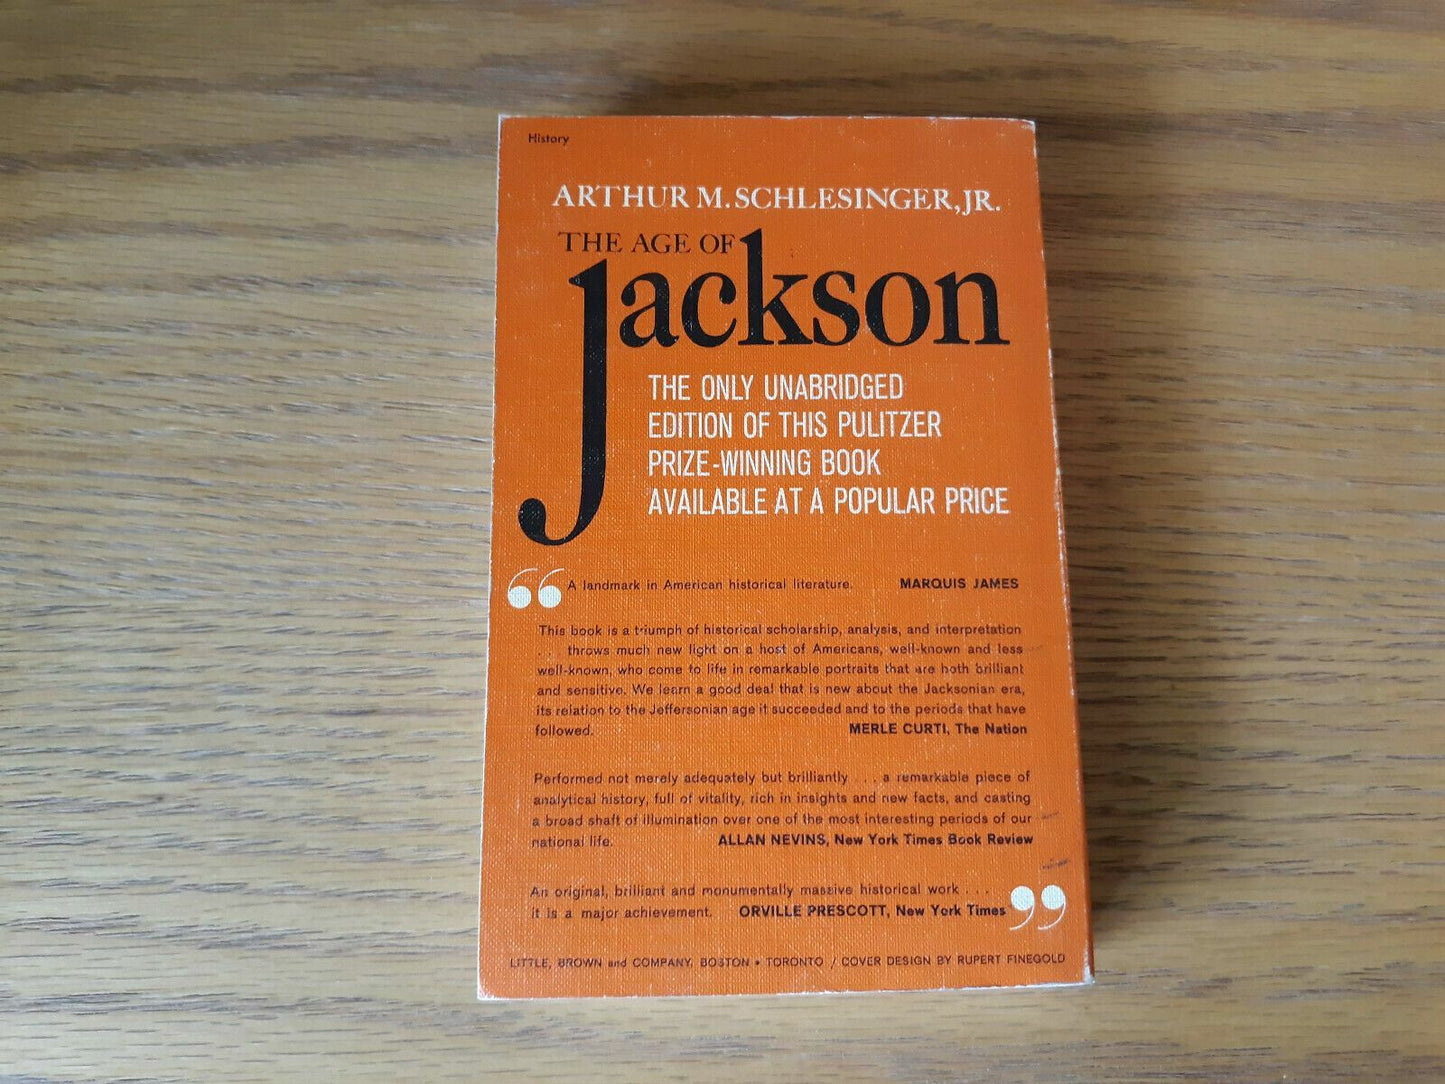 History
ARTHUR M. SCHLESINGER, JR.
THE AGE OF
Jackson
THE ONLY UNABRIDGED
EDITION OF THIS PULITZER
PRIZE-WINNING BOOK
AVAILABLE AT A POPULAR PRICE
“ A landmark in American historical literature. MARQUIS JAMES
This book is a triumph of historical scholarship, analysis, and interpretation
. . throws much new light on a host of Americans, well-known and less
well-known, who come to life in remarkable portraits that are both brilliant
and sensitive. We learn a good deal that is new about the Jacksonian era,
its relation to the Jeffersonian age it succeeded and to the periods that have
followed. MERLE CURTI, The Nation
Performed not merely adequately but brilliantly . . . a remarkable piece of
analytical history, full of vitality, rich in insights and new facts, and casting
a broad shaft of illumination over one of the most interesting periods of our
national life. ALLAN NEVINS, New York Times Book Review
An original, brilliant and monumentally massive historical work . . .
it is a major achievement. ORVILLE PRESCOTT, New York Times ”
LITTLE, BROWN and COMPANY, BOSTON • TORONTO / COVER DESIGN BY RUPERT FINEGOLD